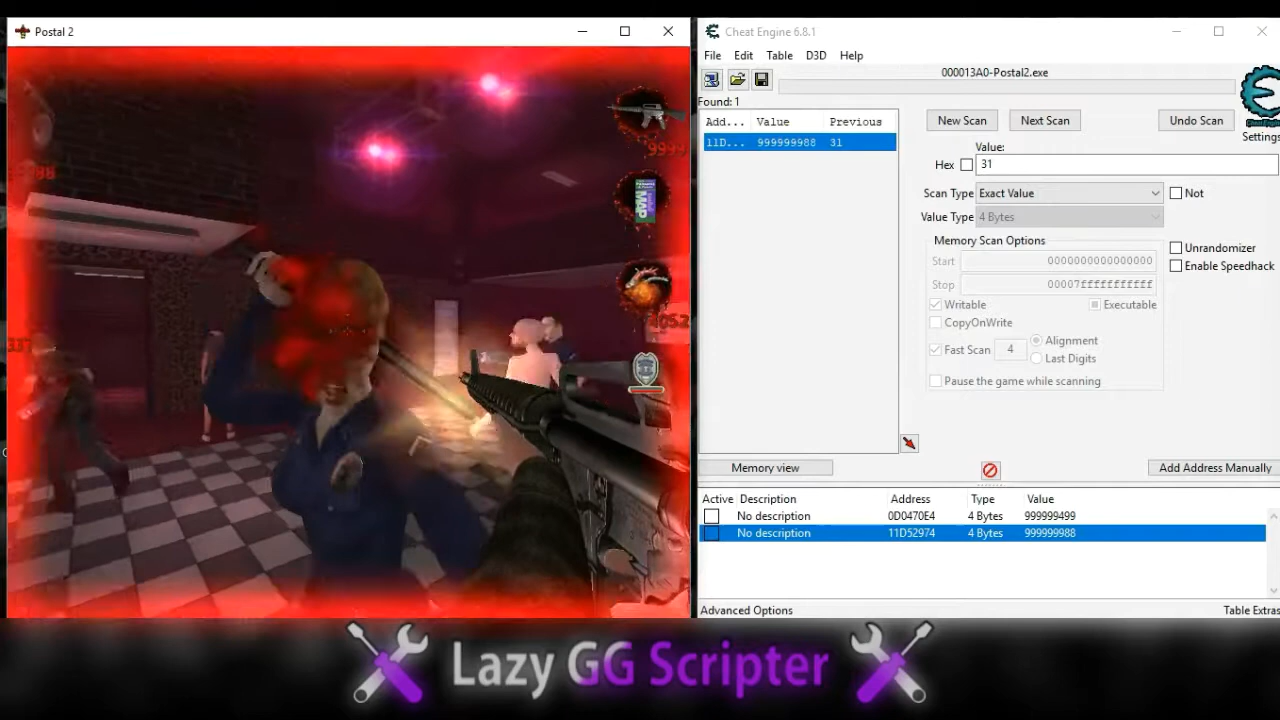 Postal 2
Cheat Engine 6.8.1
File Edit Table D3D Help
000013A0-Postal2.exe
Found: 1
Add... Value Previous
11D... 999999988 31
New Scan Next Scan Undo Scan
Settings
Value:
Hex 31
Scan Type Exact Value Not
Value Type 4 Bytes
Memory Scan Options
Unrandomizer
Start 0000000000000000
Enable Speedhack
Stop 00007fffffffffff
Writable Executable
CopyOnWrite
Fast Scan 4 Alignment
Last Digits
Pause the game while scanning
Memory view Add Address Manually
Active Description Address Type Value
No description 0D0470E4 4 Bytes 999999499
No description 11D52974 4 Bytes 999999988
Advanced Options Table Extras
MAP
9999
Lazy GG Scripter